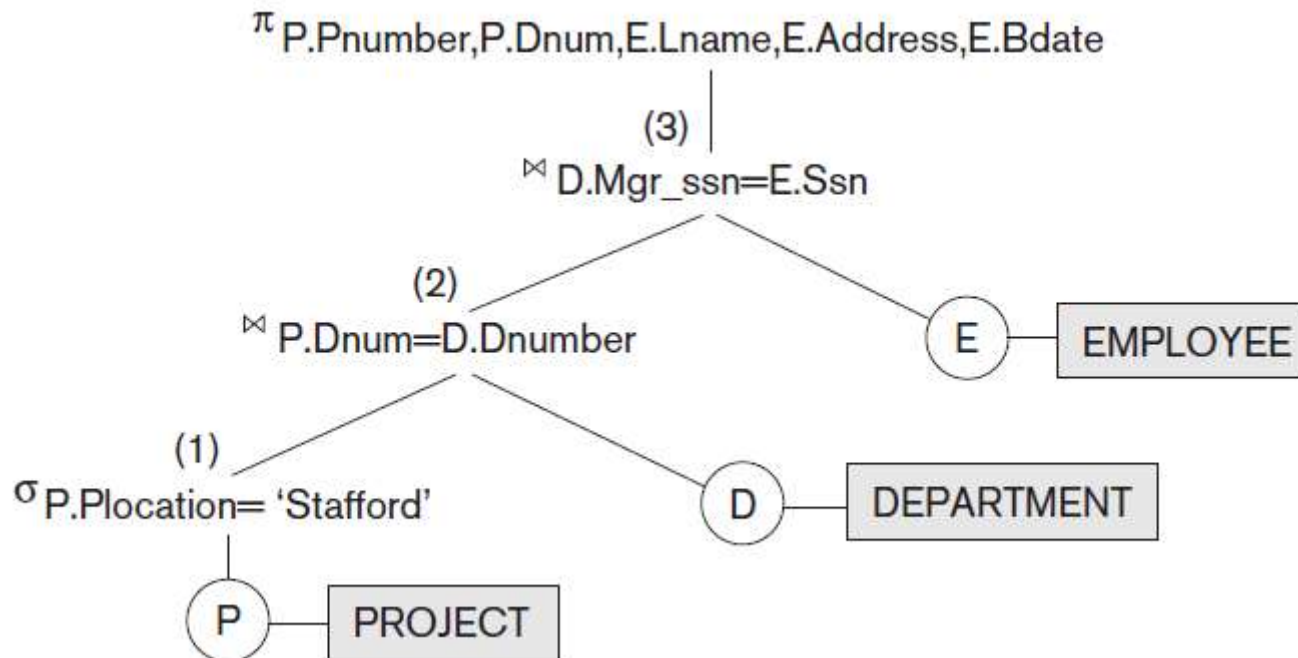 π P.Pnumber,P.Dnum,E.Lname,E.Address,E.Bdate
(3)
⋈ D.Mgr_ssn=E.Ssn
(2)
⋈ P.Dnum=D.Dnumber
E
EMPLOYEE
(1)
σ P.Plocation= ‘Stafford’
D
DEPARTMENT
P
PROJECT